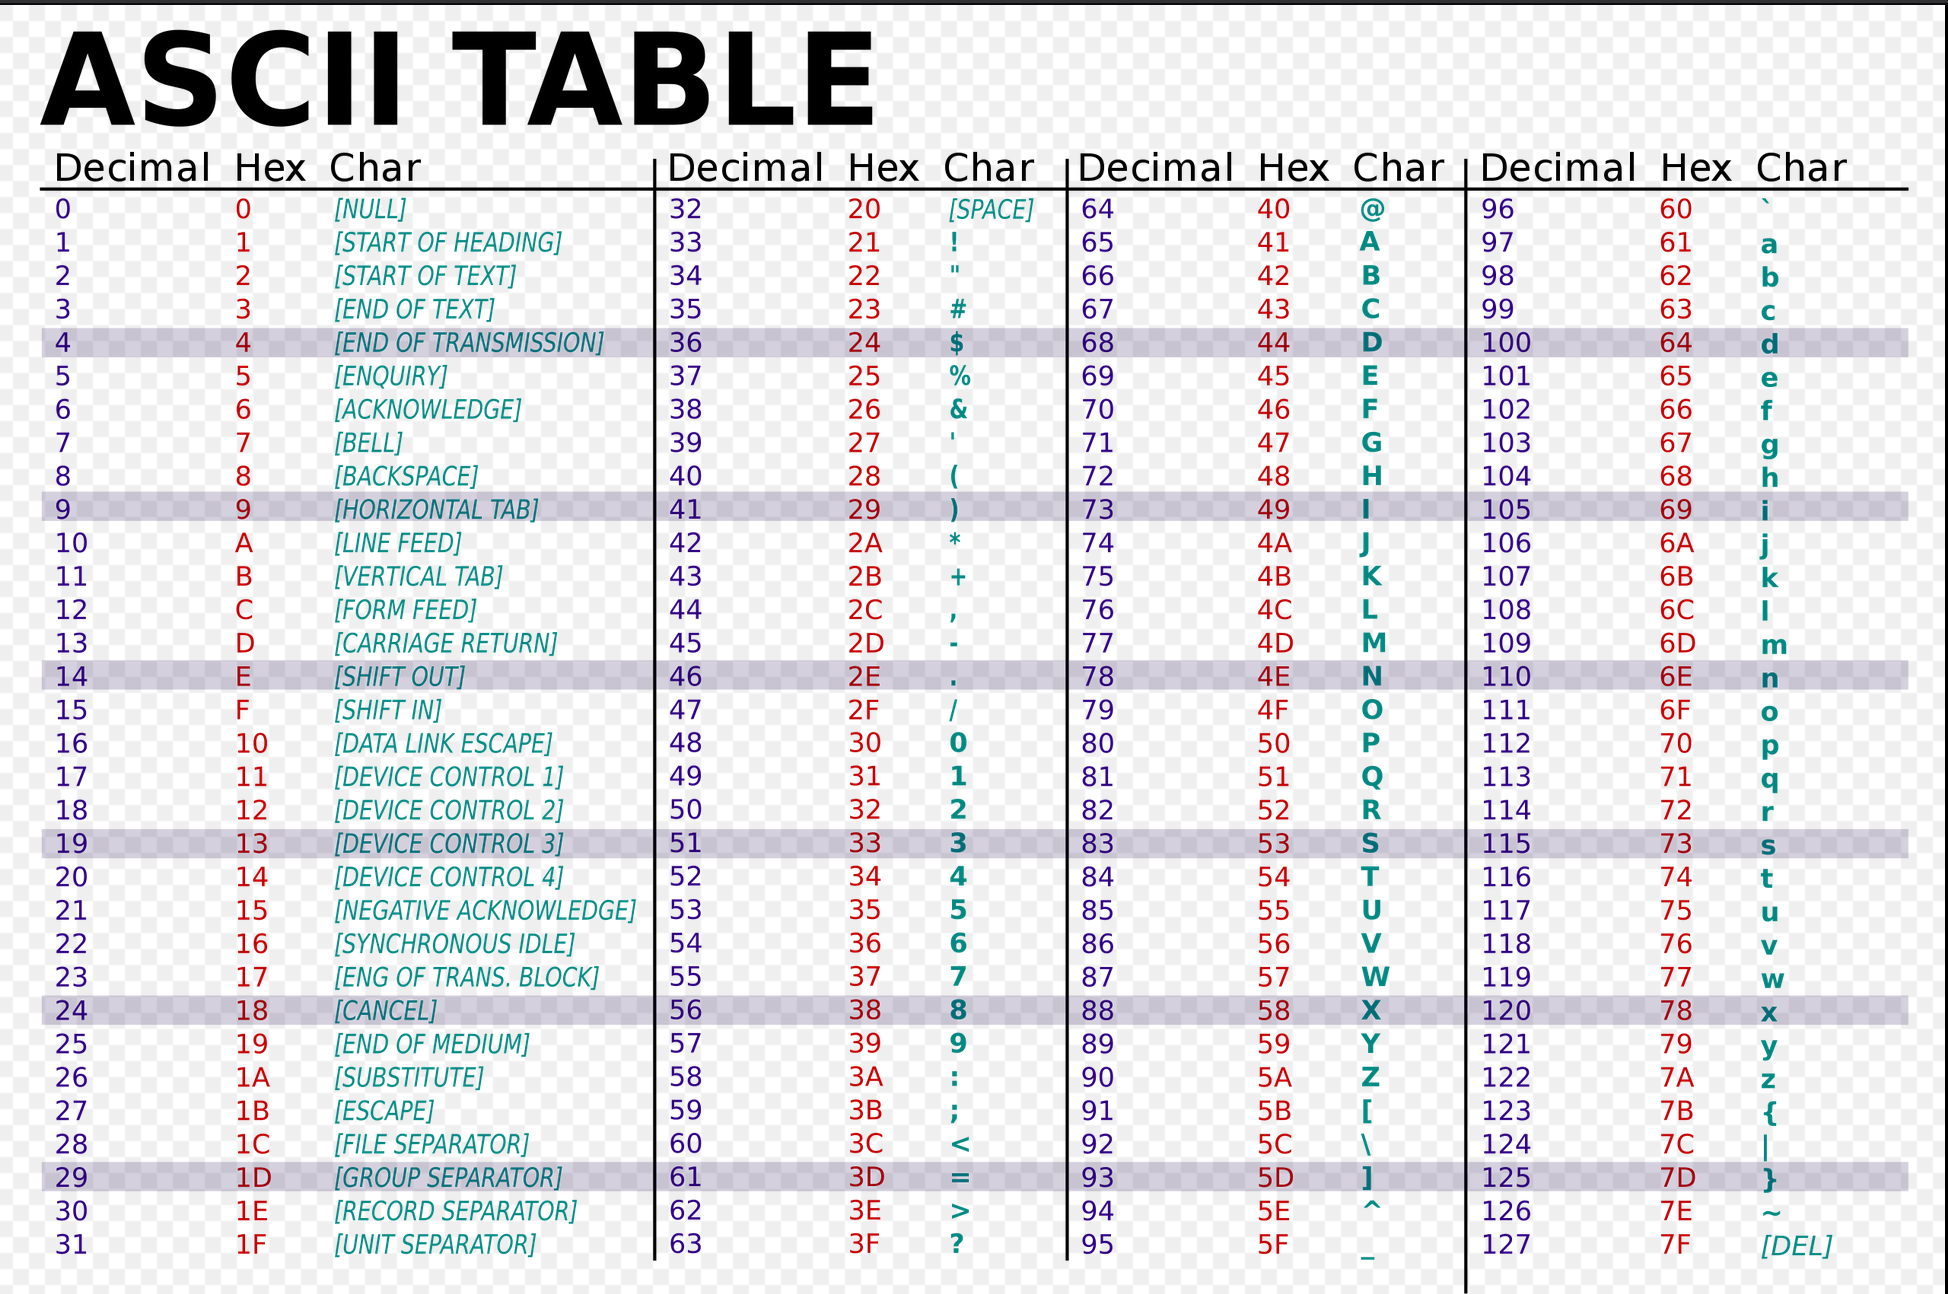 ASCII TABLE
Decimal Hex Char Decimal Hex Char Decimal Hex Char Decimal Hex Char
0 0 [NULL] 32 20 [SPACE] 64 40 @ 96 60 `
1 1 [START OF HEADING] 33 21 ! 65 41 A 97 61 a
2 2 [START OF TEXT] 34 22 " 66 42 B 98 62 b
3 3 [END OF TEXT] 35 23 # 67 43 C 99 63 c
4 4 [END OF TRANSMISSION] 36 24 $ 68 44 D 100 64 d
5 5 [ENQUIRY] 37 25 % 69 45 E 101 65 e
6 6 [ACKNOWLEDGE] 38 26 & 70 46 F 102 66 f
7 7 [BELL] 39 27 ' 71 47 G 103 67 g
8 8 [BACKSPACE] 40 28 ( 72 48 H 104 68 h
9 9 [HORIZONTAL TAB] 41 29 ) 73 49 I 105 69 i
10 A [LINE FEED] 42 2A * 74 4A J 106 6A j
11 B [VERTICAL TAB] 43 2B + 75 4B K 107 6B k
12 C [FORM FEED] 44 2C , 76 4C L 108 6C l
13 D [CARRIAGE RETURN] 45 2D - 77 4D M 109 6D m
14 E [SHIFT OUT] 46 2E . 78 4E N 110 6E n
15 F [SHIFT IN] 47 2F / 79 4F O 111 6F o
16 10 [DATA LINK ESCAPE] 48 30 0 80 50 P 112 70 p
17 11 [DEVICE CONTROL 1] 49 31 1 81 51 Q 113 71 q
18 12 [DEVICE CONTROL 2] 50 32 2 82 52 R 114 72 r
19 13 [DEVICE CONTROL 3] 51 33 3 83 53 S 115 73 s
20 14 [DEVICE CONTROL 4] 52 34 4 84 54 T 116 74 t
21 15 [NEGATIVE ACKNOWLEDGE] 53 35 5 85 55 U 117 75 u
22 16 [SYNCHRONOUS IDLE] 54 36 6 86 56 V 118 76 v
23 17 [ENG OF TRANS. BLOCK] 55 37 7 87 57 W 119 77 w
24 18 [CANCEL] 56 38 8 88 58 X 120 78 x
25 19 [END OF MEDIUM] 57 39 9 89 59 Y 121 79 y
26 1A [SUBSTITUTE] 58 3A : 90 5A Z 122 7A z
27 1B [ESCAPE] 59 3B ; 91 5B [ 123 7B {
28 1C [FILE SEPARATOR] 60 3C < 92 5C \ 124 7C |
29 1D [GROUP SEPARATOR] 61 3D = 93 5D ] 125 7D }
30 1E [RECORD SEPARATOR] 62 3E > 94 5E ^ 126 7E ~
31 1F [UNIT SEPARATOR] 63 3F ? 95 5F _ 127 7F [DEL]